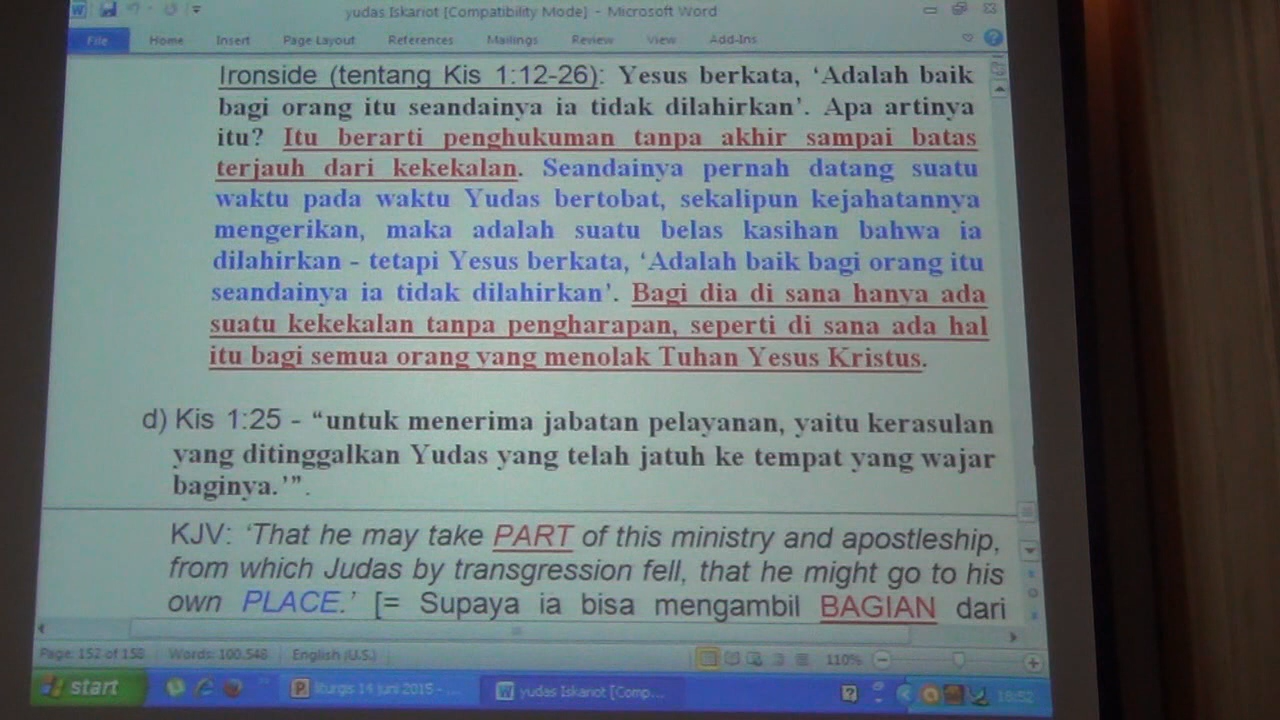 yudas Iskariot [Compatibility Mode] - Microsoft Word
File Home Insert Page Layout References Mailings Review View Add-Ins
Ironside (tentang Kis 1:12-26): Yesus berkata, ‘Adalah baik
bagi orang itu seandainya ia tidak dilahirkan’. Apa artinya
itu? Itu berarti penghukuman tanpa akhir sampai batas
terjauh dari kekekalan. Seandainya pernah datang suatu
waktu pada waktu Yudas bertobat, sekalipun kejahatannya
mengerikan, maka adalah suatu belas kasihan bahwa ia
dilahirkan - tetapi Yesus berkata, ‘Adalah baik bagi orang itu
seandainya ia tidak dilahirkan’. Bagi dia di sana hanya ada
suatu kekekalan tanpa pengharapan, seperti di sana ada hal
itu bagi semua orang yang menolak Tuhan Yesus Kristus.
d) Kis 1:25 - “untuk menerima jabatan pelayanan, yaitu kerasulan
yang ditinggalkan Yudas yang telah jatuh ke tempat yang wajar
baginya.’”.
KJV: ‘That he may take PART of this ministry and apostleship,
from which Judas by transgression fell, that he might go to his
own PLACE.’ [= Supaya ia bisa mengambil BAGIAN dari
Page: 152 of 158 Words: 100.548 English (U.S.) 110%
start liturgis 14 juni 2015 - ... yudas Iskariot [Comp... 18:52